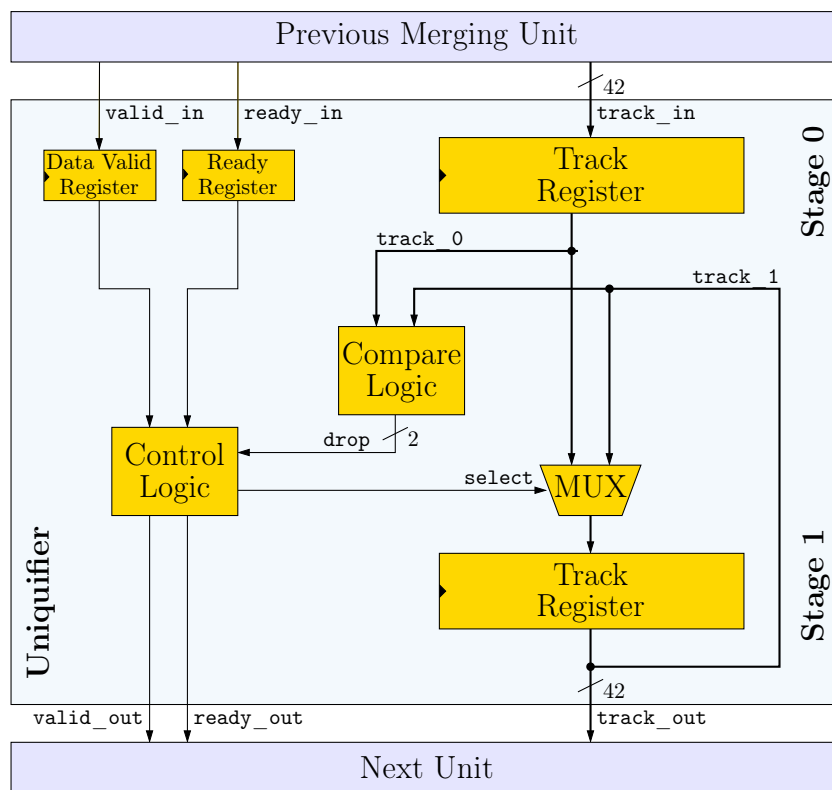 Previous Merging Unit
42
valid_in
ready_in
track_in
Data Valid
Register
Ready
Register
Track
Register
Stage 0
track_0
track_1
Compare
Logic
drop
2
Control
Logic
select
MUX
Track
Register
Stage 1
Uniquifier
42
valid_out
ready_out
track_out
Next Unit